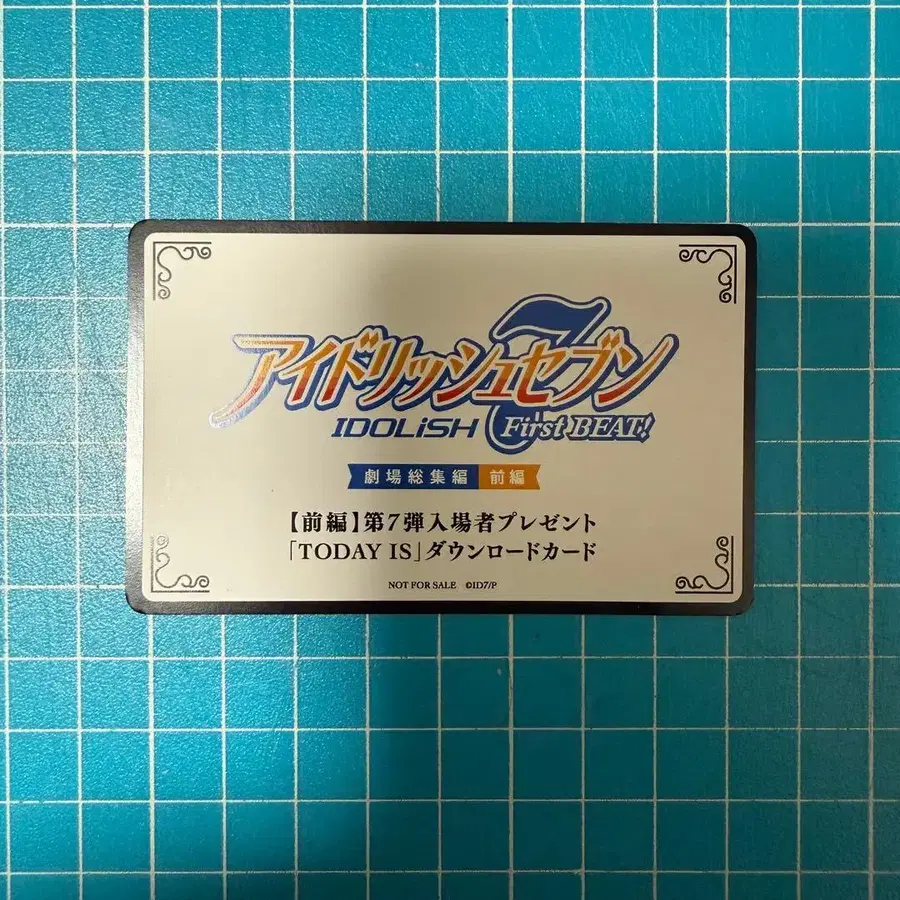 アイドリッシュセブン
7
IDOLiSH First BEAT!
劇場総集編 前編
【前編】第7弾入場者プレゼント
「TODAY IS」ダウンロードカード
NOT FOR SALE ©ID7/P